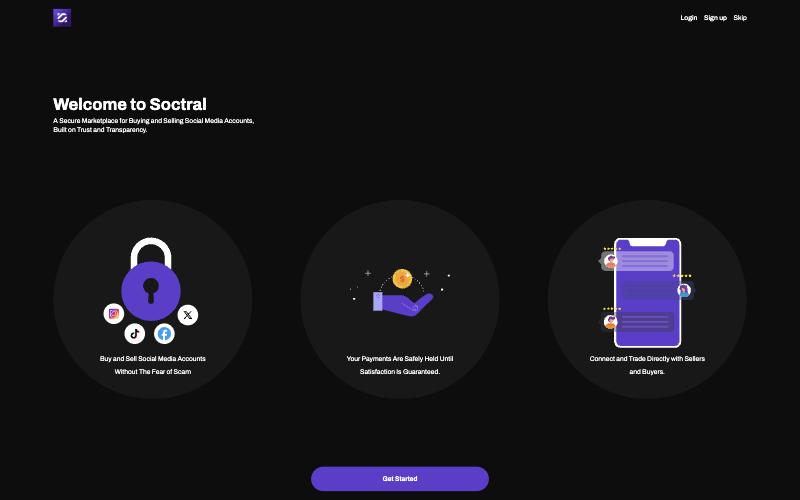 Login Sign up Skip
Welcome to Soctral
A Secure Marketplace for Buying and Selling Social Media Accounts,
Built on Trust and Transparency.
Buy and Sell Social Media Accounts
Without The Fear of Scam
Your Payments Are Safely Held Until
Satisfaction Is Guaranteed.
Connect and Trade Directly with Sellers
and Buyers.
Get Started